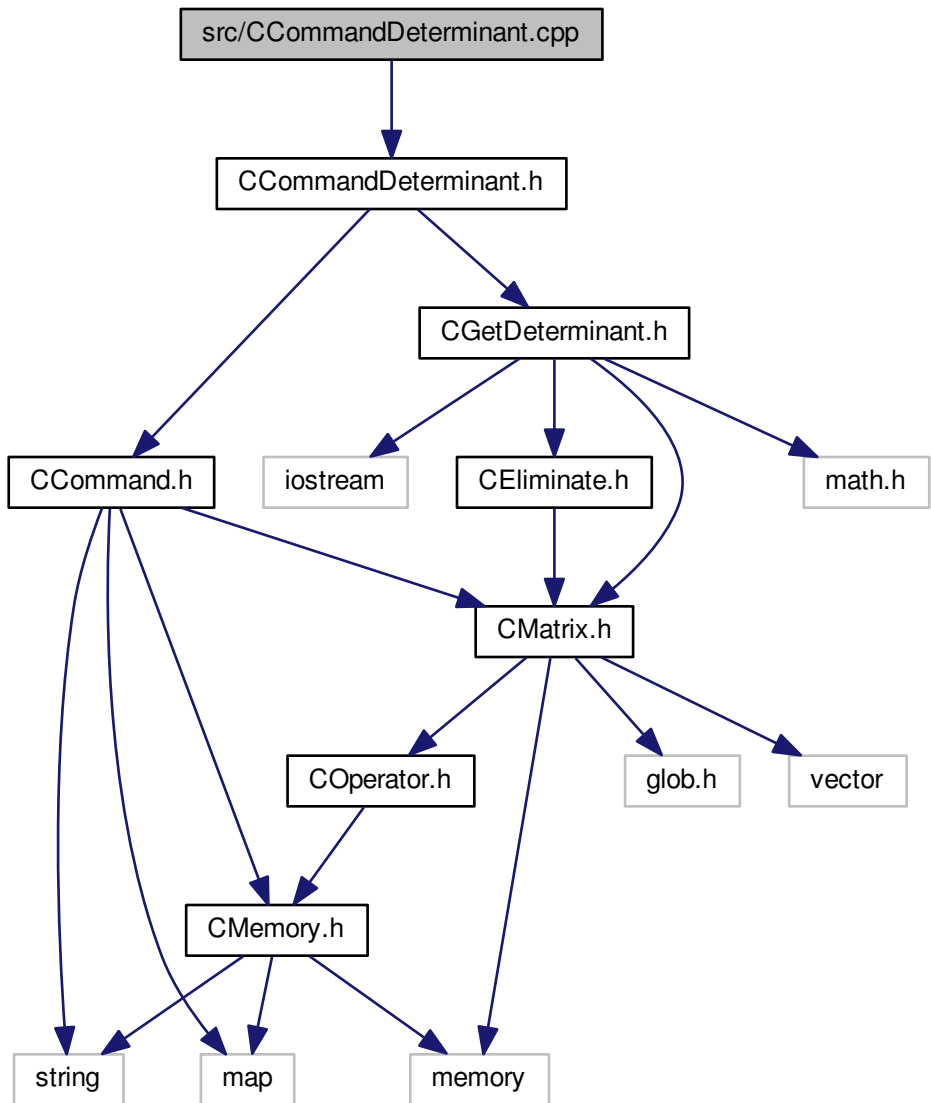 src/CCommandDeterminant.cpp
CCommandDeterminant.h
CGetDeterminant.h
CCommand.h
iostream
CEliminate.h
math.h
CMatrix.h
COperator.h
glob.h
vector
CMemory.h
string
map
memory